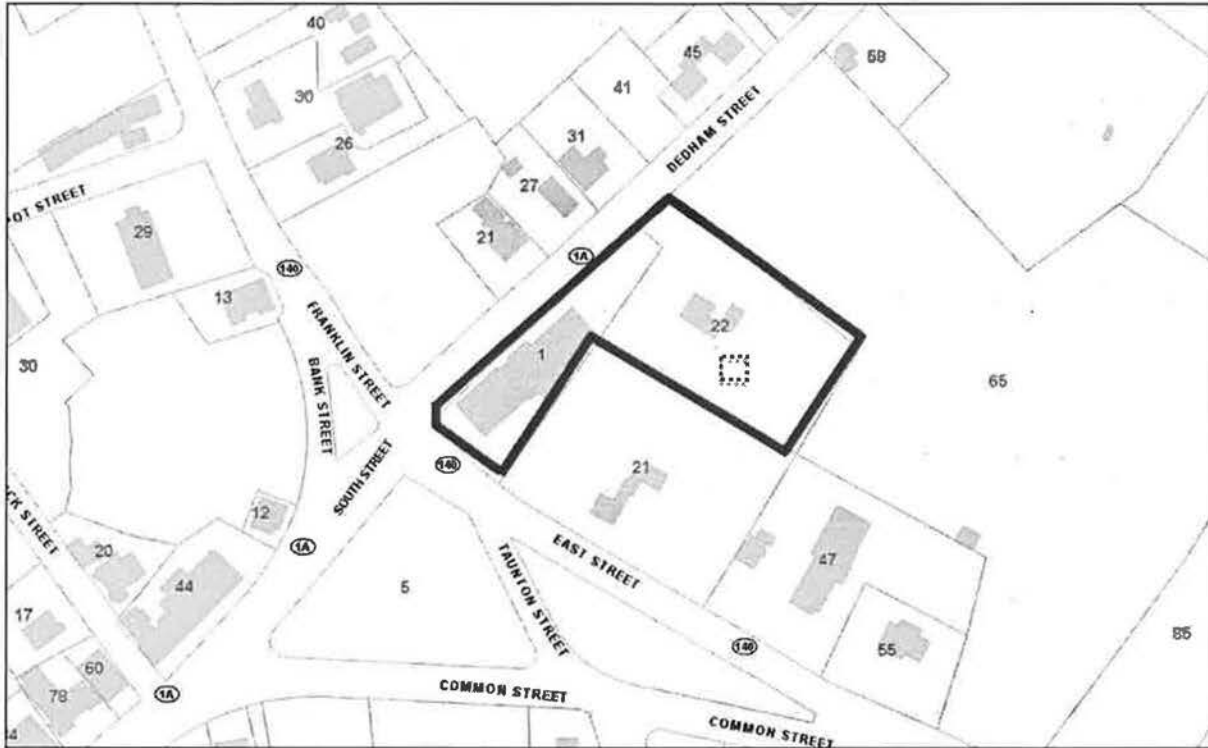 40
45
58
30
41
DEDHAM STREET
26
31
27
OT STREET
29
21
1A
140
13
FRANKLIN STREET
22
1
BANK STREET
30
65
140
SOUTH STREET
21
CK STREET
12
1A
EAST STREET
TAUNTON STREET
47
20
44
5
17
55
85
140
60
78
1A
COMMON STREET
COMMON STREET